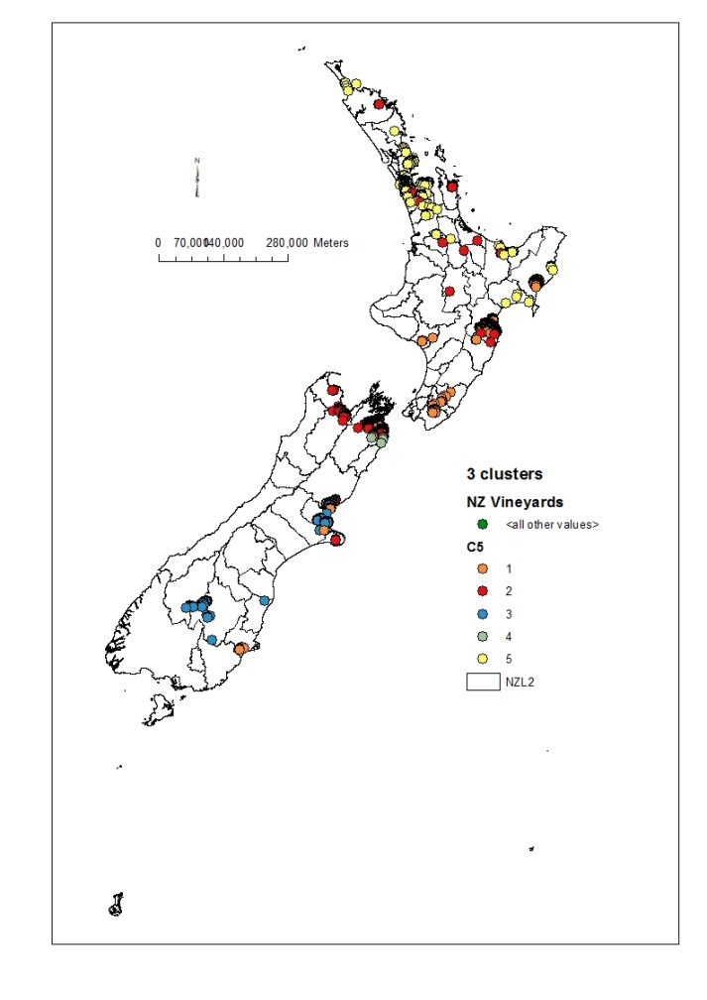 N
0 70,000140,000 280,000 Meters
3 clusters
NZ Vineyards
<all other values>
C5
1
2
3
4
5
NZL2